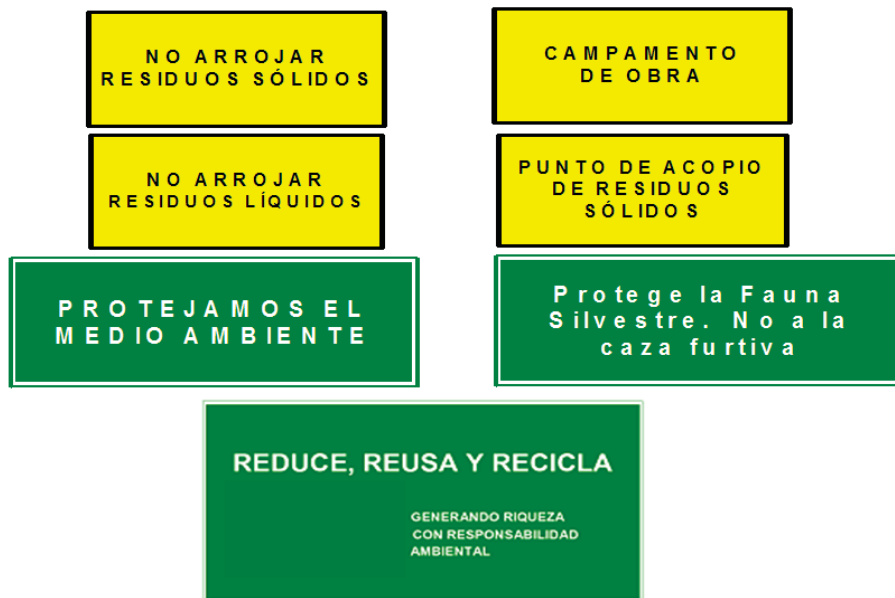 NO ARROJAR
RESIDUOS SÓLIDOS
CAMPAMENTO
DE OBRA
NO ARROJAR
RESIDUOS LÍQUIDOS
PUNTO DE ACOPIO
DE RESIDUOS
SÓLIDOS
PROTEJAMOS EL
MEDIO AMBIENTE
Protege la Fauna
Silvestre. No a la
caza furtiva
REDUCE, REUSA Y RECICLA
GENERANDO RIQUEZA
CON RESPONSABILIDAD
AMBIENTAL